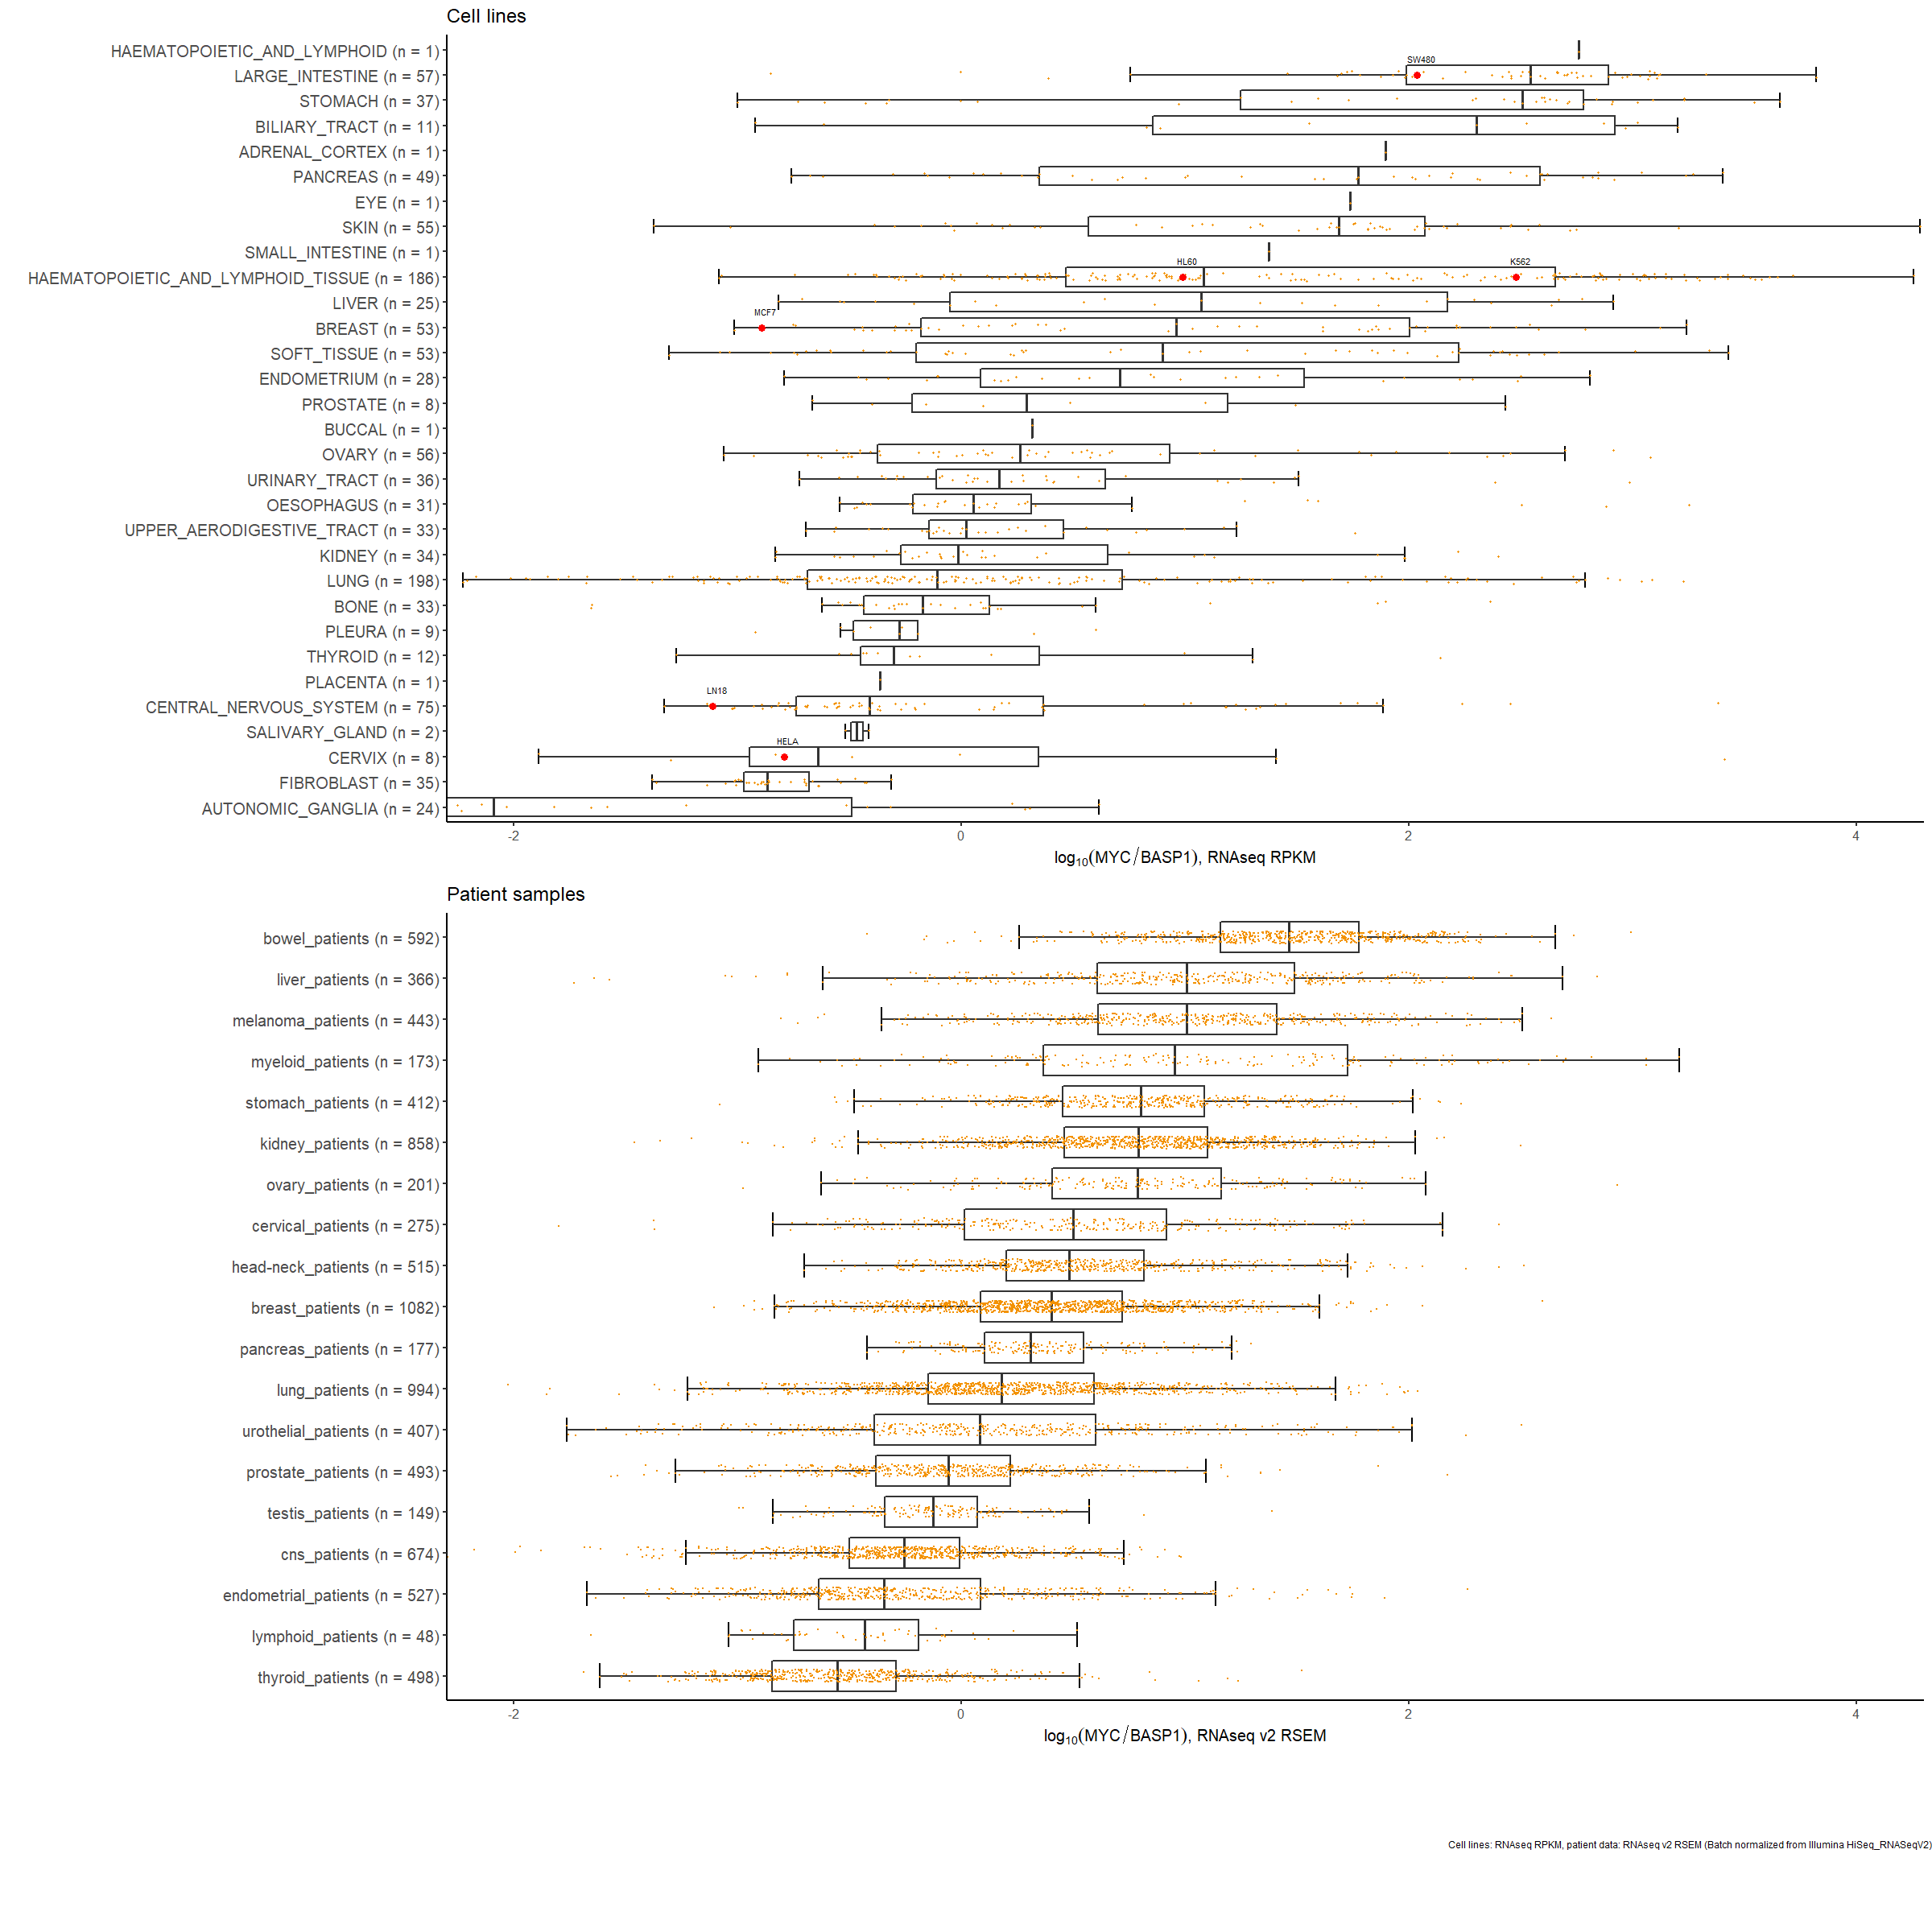 Cell lines
HAEMATOPOIETIC_AND_LYMPHOID (n = 1)
LARGE_INTESTINE (n = 57)
SW480
STOMACH (n = 37)
BILIARY_TRACT (n = 11)
ADRENAL_CORTEX (n = 1)
PANCREAS (n = 49)
EYE (n = 1)
SKIN (n = 55)
SMALL_INTESTINE (n = 1)
HL60 K562
HAEMATOPOIETIC_AND_LYMPHOID_TISSUE (n = 186)
LIVER (n = 25)
MCF7
BREAST (n = 53)
SOFT_TISSUE (n = 53)
ENDOMETRIUM (n = 28)
PROSTATE (n = 8)
BUCCAL (n = 1)
OVARY (n = 56)
URINARY_TRACT (n = 36)
OESOPHAGUS (n = 31)
UPPER_AERODIGESTIVE_TRACT (n = 33)
KIDNEY (n = 34)
LUNG (n = 198)
BONE (n = 33)
PLEURA (n = 9)
THYROID (n = 12)
PLACENTA (n = 1)
LN18
CENTRAL_NERVOUS_SYSTEM (n = 75)
SALIVARY_GLAND (n = 2)
HELA
CERVIX (n = 8)
FIBROBLAST (n = 35)
AUTONOMIC_GANGLIA (n = 24)
-2 0 2 4
log₁₀(MYC/BASP1), RNAseq RPKM
Patient samples
bowel_patients (n = 592)
liver_patients (n = 366)
melanoma_patients (n = 443)
myeloid_patients (n = 173)
stomach_patients (n = 412)
kidney_patients (n = 858)
ovary_patients (n = 201)
cervical_patients (n = 275)
head-neck_patients (n = 515)
breast_patients (n = 1082)
pancreas_patients (n = 177)
lung_patients (n = 994)
urothelial_patients (n = 407)
prostate_patients (n = 493)
testis_patients (n = 149)
cns_patients (n = 674)
endometrial_patients (n = 527)
lymphoid_patients (n = 48)
thyroid_patients (n = 498)
-2 0 2 4
log₁₀(MYC/BASP1), RNAseq v2 RSEM
Cell lines: RNAseq RPKM, patient data: RNAseq v2 RSEM (Batch normalized from Illumina HiSeq_RNASeqV2)